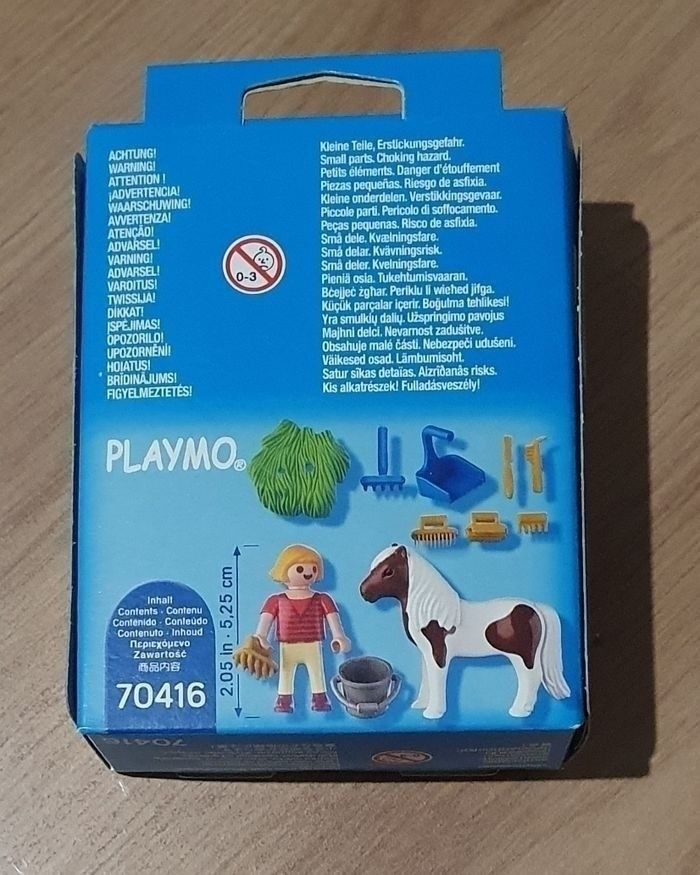 ACHTUNG!
WARNING!
ATTENTION !
¡ADVERTENCIA!
WAARSCHUWING!
AVVERTENZA!
ATENÇÃO!
ADVARSEL!
VARNING!
ADVARSEL!
VAROITUS!
TWISSIJA!
DİKKAT!
ĮSPĖJIMAS!
OPOZORILO!
UPOZORNĚNÍ!
HOIATUS!
BRĪDINĀJUMS!
FIGYELMEZTETÉS!
0-3
Kleine Teile, Erstickungsgefahr.
Small parts. Choking hazard.
Petits éléments. Danger d'étouffement
Piezas pequeñas. Riesgo de asfixia.
Kleine onderdelen. Verstikkingsgevaar.
Piccole parti. Pericolo di soffocamento.
Peças pequenas. Risco de asfixia.
Små dele. Kvælningsfare.
Små delar. Kvävningsrisk.
Små deler. Kvelningsfare.
Pieniä osia. Tukehtumisvaaran.
Bċejjeċ żgħar. Periklu li wieħed jifga.
Küçük parçalar içerir. Boğulma tehlikesi!
Yra smulkių dalių. Užspringimo pavojus
Majhni delci. Nevarnost zadušitve.
Obsahuje malé části. Nebezpečí udušení.
Väikesed osad. Lämbumisoht.
Satur sīkas detaļas. Aizrīšanās risks.
Kis alkatrészek! Fulladásveszély!
PLAYMO®
Inhalt
Contents · Contenu
Contenido · Conteúdo
Contenuto · Inhoud
Περιεχόμενο
Zawartość
商品内容
70416
2.05 in · 5,25 cm
70416